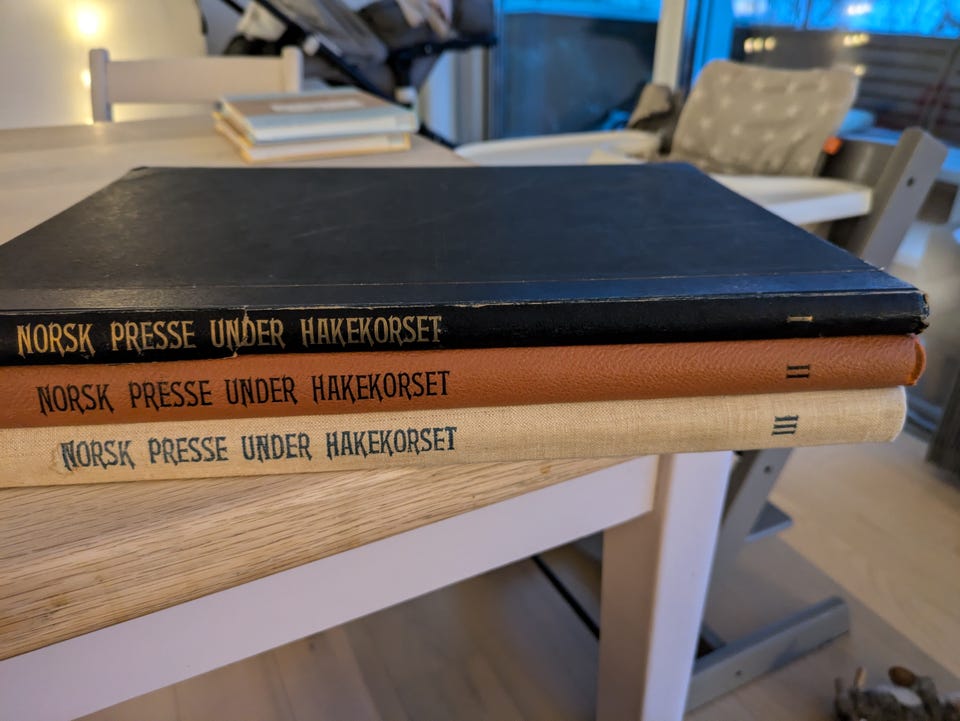 NORSK PRESSE UNDER HAKEKORSET I
NORSK PRESSE UNDER HAKEKORSET II
NORSK PRESSE UNDER HAKEKORSET III